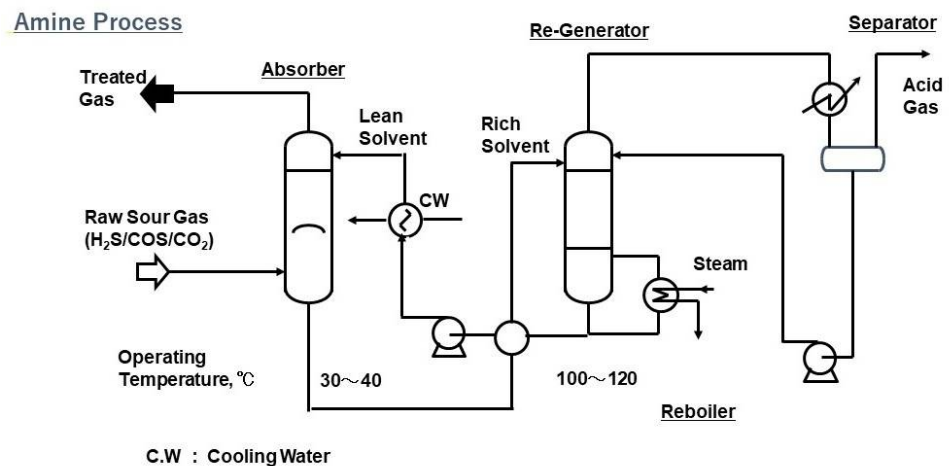 Amine Process
Re-Generator
Separator
Absorber
Treated
Gas
Acid
Gas
Lean
Solvent
Rich
Solvent
CW
Raw Sour Gas
(H₂S/COS/CO₂)
Steam
Operating
Temperature, ℃
30～40
100～120
Reboiler
C.W : Cooling Water